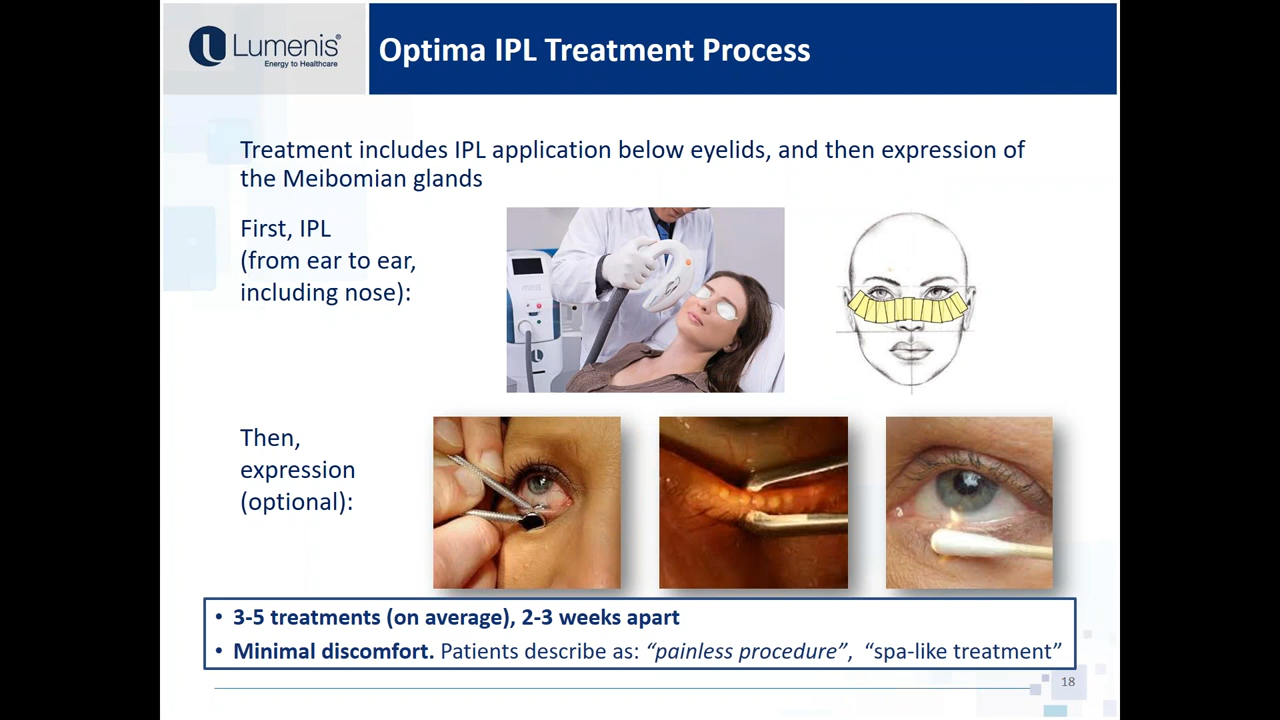 Lumenis®
Energy to Healthcare
Optima IPL Treatment Process
Treatment includes IPL application below eyelids, and then expression of
the Meibomian glands
First, IPL
(from ear to ear,
including nose):
Then,
expression
(optional):
• 3-5 treatments (on average), 2-3 weeks apart
• Minimal discomfort. Patients describe as: “painless procedure”, “spa-like treatment”
18